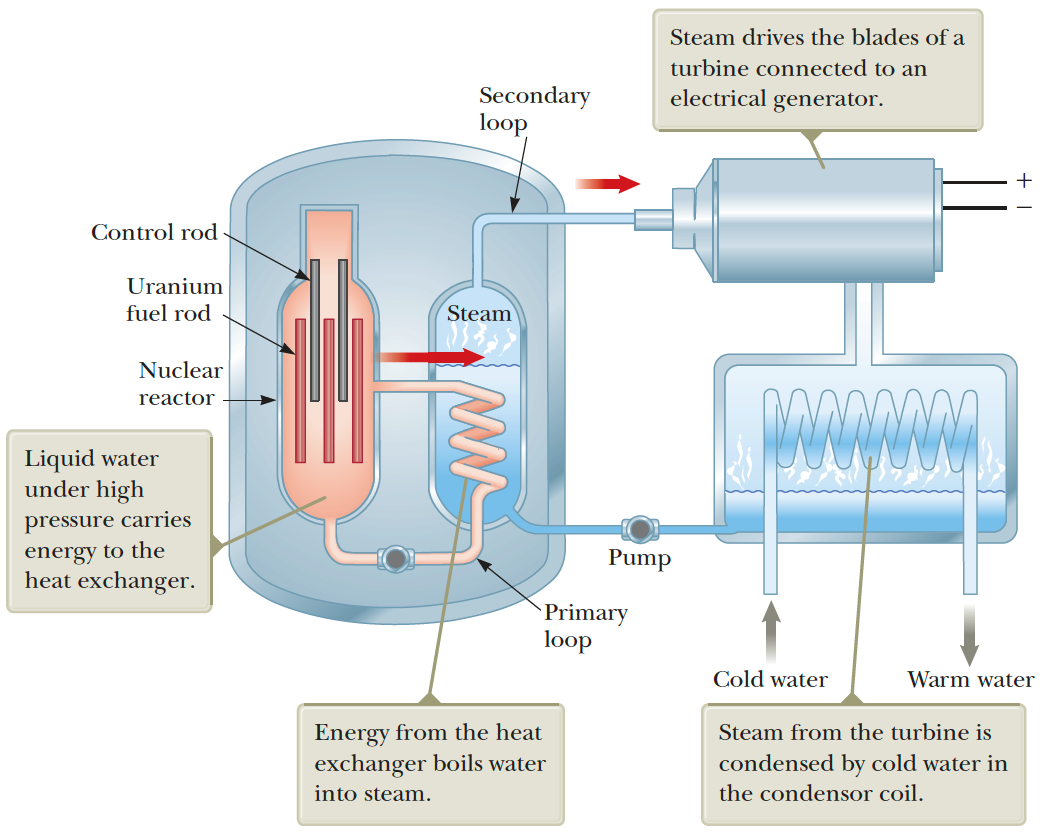 Steam drives the blades of a
turbine connected to an
electrical generator.
Secondary
loop
+
−
Control rod
Uranium
fuel rod
Steam
Nuclear
reactor
Liquid water
under high
pressure carries
energy to the
heat exchanger.
Pump
Primary
loop
Cold water
Warm water
Energy from the heat
exchanger boils water
into steam.
Steam from the turbine is
condensed by cold water in
the condensor coil.